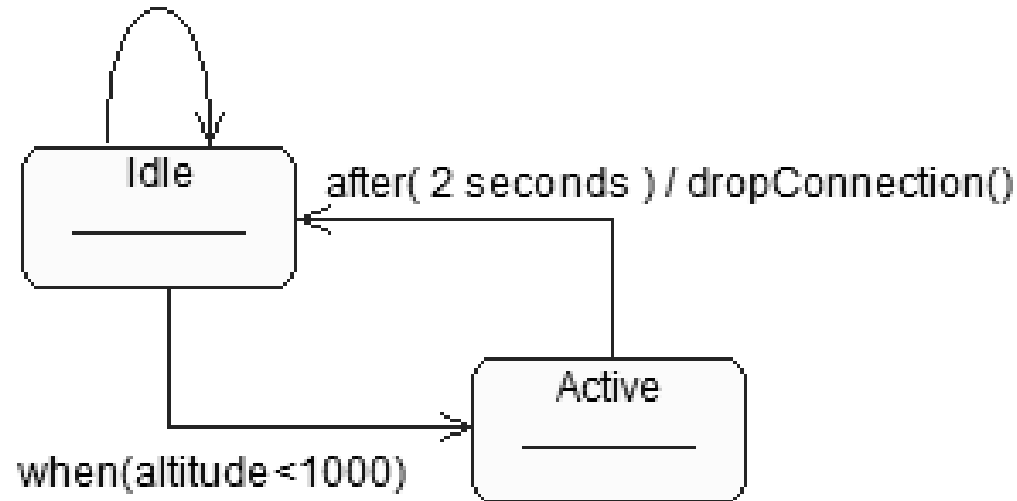 Idle
after( 2 seconds ) / dropConnection()
Active
when(altitude<1000)